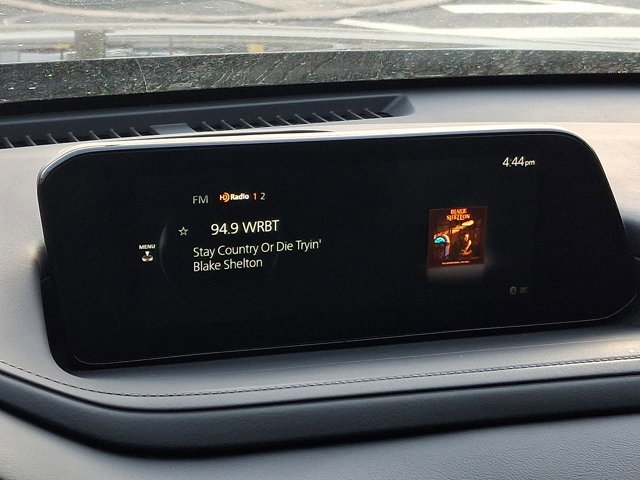 4:44pm
FM HD Radio 1 2
94.9 WRBT
MENU
Stay Country Or Die Tryin'
Blake Shelton
BLAKE
SHELTON